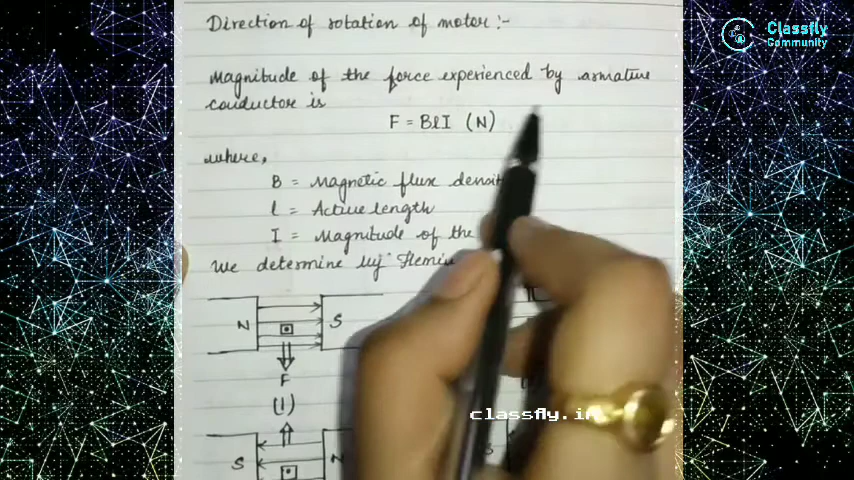 Direction of rotation of motor :-
Classfly
Community
Magnitude of the force experienced by armature
conductor is
F = BlI (N)
where,
B = Magnetic flux
l = Active length
I = Magnitude of the
We determine by
N
S
F
(1)
classfly.in
S
N